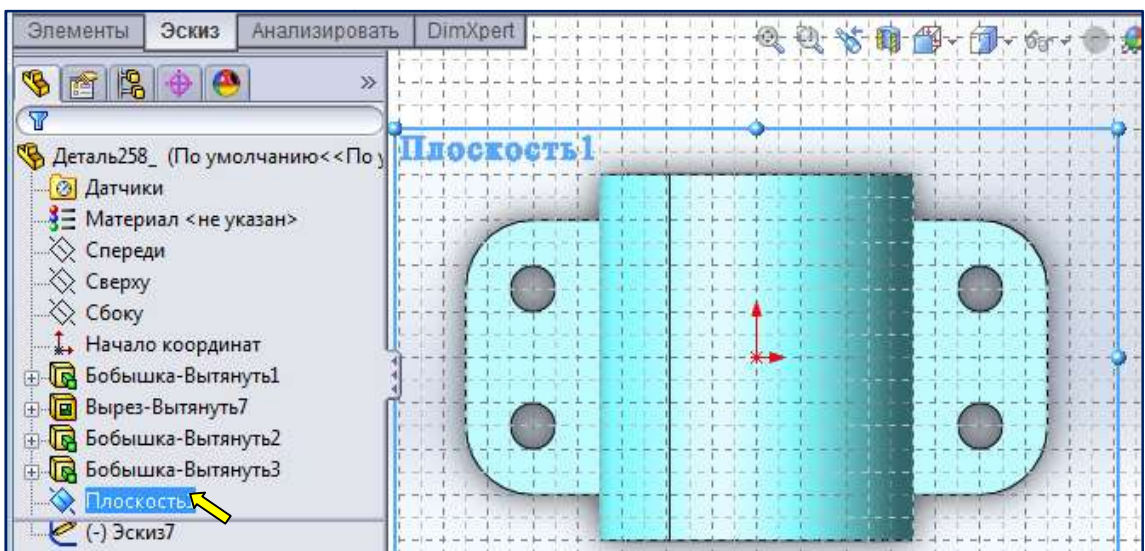 Элементы Эскиз Анализировать DimXpert
»
Деталь258_ (По умолчанию<<По у
Датчики
Материал <не указан>
Спереди
Сверху
Сбоку
Начало координат
Бобышка-Вытянуть1
Вырез-Вытянуть7
Бобышка-Вытянуть2
Бобышка-Вытянуть3
Плоскость1
(-) Эскиз7
Плоскость1